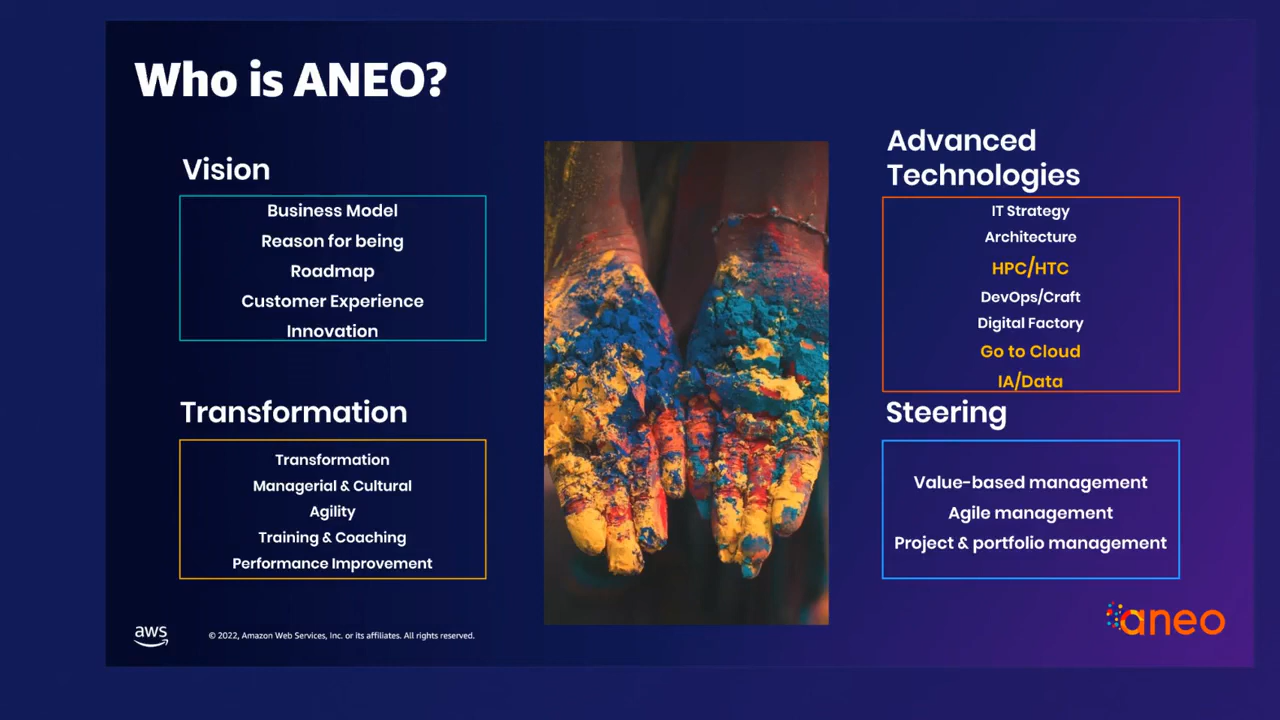 Who is ANEO?
Vision
Business Model
Reason for being
Roadmap
Customer Experience
Innovation
Transformation
Transformation
Managerial & Cultural
Agility
Training & Coaching
Performance Improvement
Advanced
Technologies
IT Strategy
Architecture
HPC/HTC
DevOps/Craft
Digital Factory
Go to Cloud
IA/Data
Steering
Value-based management
Agile management
Project & portfolio management
aws
© 2022, Amazon Web Services, Inc. or its affiliates. All rights reserved.
aneo